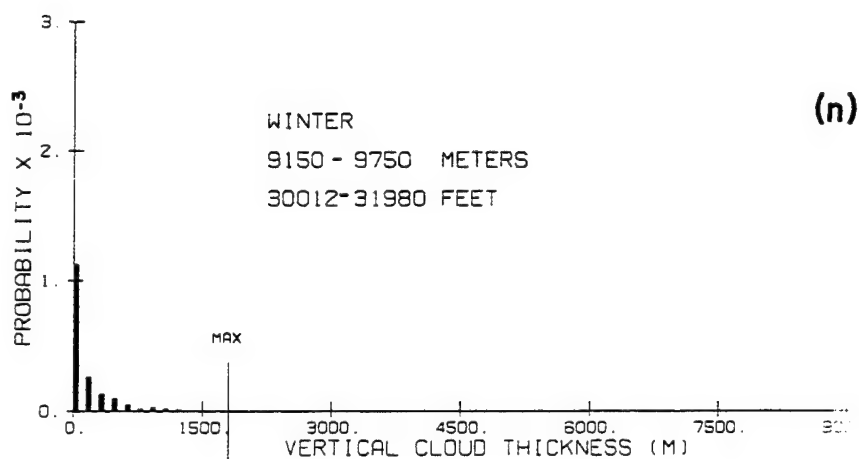 3.
(n)
WINTER
2.
9150 - 9750 METERS
30012-31980 FEET
PROBABILITY X 10⁻³
1.
MAX
0.
0. 1500. 3000. 4500. 6000. 7500.
VERTICAL CLOUD THICKNESS (M)